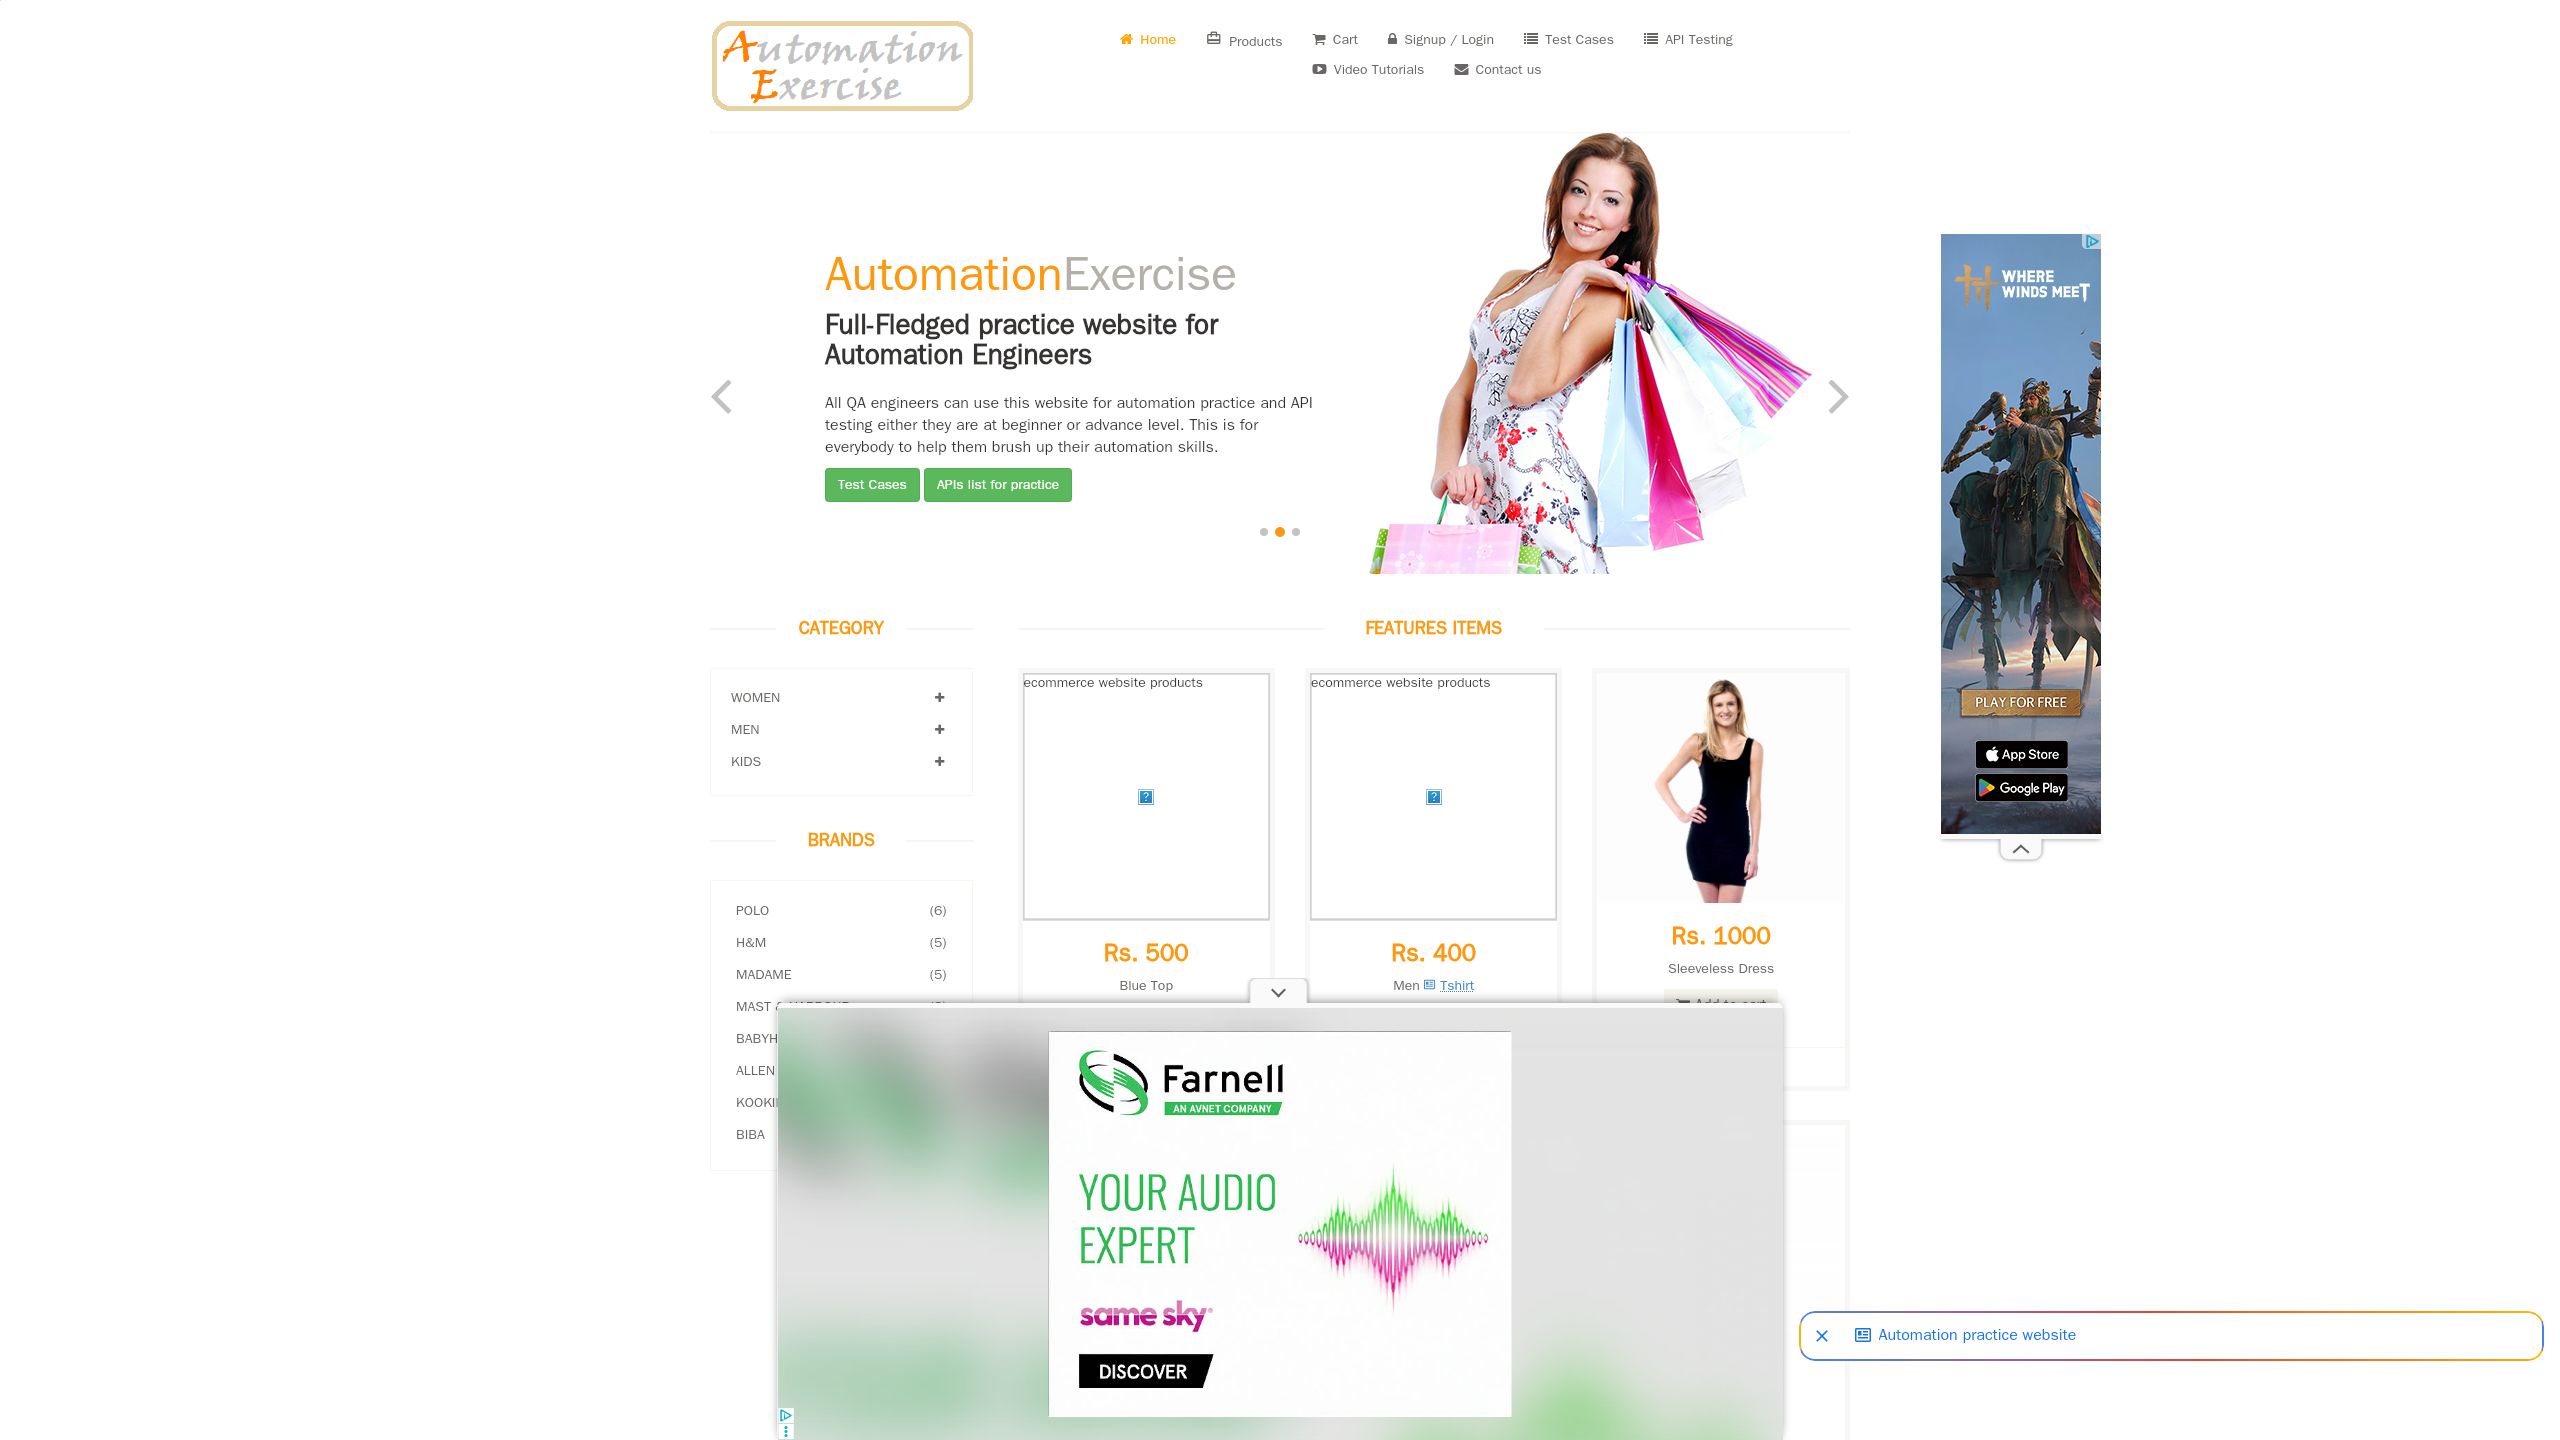 Automation
Exercise
Home
Products
Cart
Signup / Login
Test Cases
API Testing
Video Tutorials
Contact us
AutomationExercise
Full-Fledged practice website for
Automation Engineers
All QA engineers can use this website for automation practice and API
testing either they are at beginner or advance level. This is for
everybody to help them brush up their automation skills.
Test Cases
APIs list for practice
WHERE
WINDS MEET
PLAY FOR FREE
App Store
Google Play
CATEGORY
WOMEN
MEN
KIDS
BRANDS
POLO (6)
H&M (5)
MADAME (5)
MAST
BABYH
ALLEN
KOOKI
BIBA
FEATURES ITEMS
ecommerce website products
Rs. 500
Blue Top
ecommerce website products
Rs. 400
Men Tshirt
Rs. 1000
Sleeveless Dress
Add to cart
Farnell
AN AVNET COMPANY
YOUR AUDIO
EXPERT
same sky
DISCOVER
Automation practice website